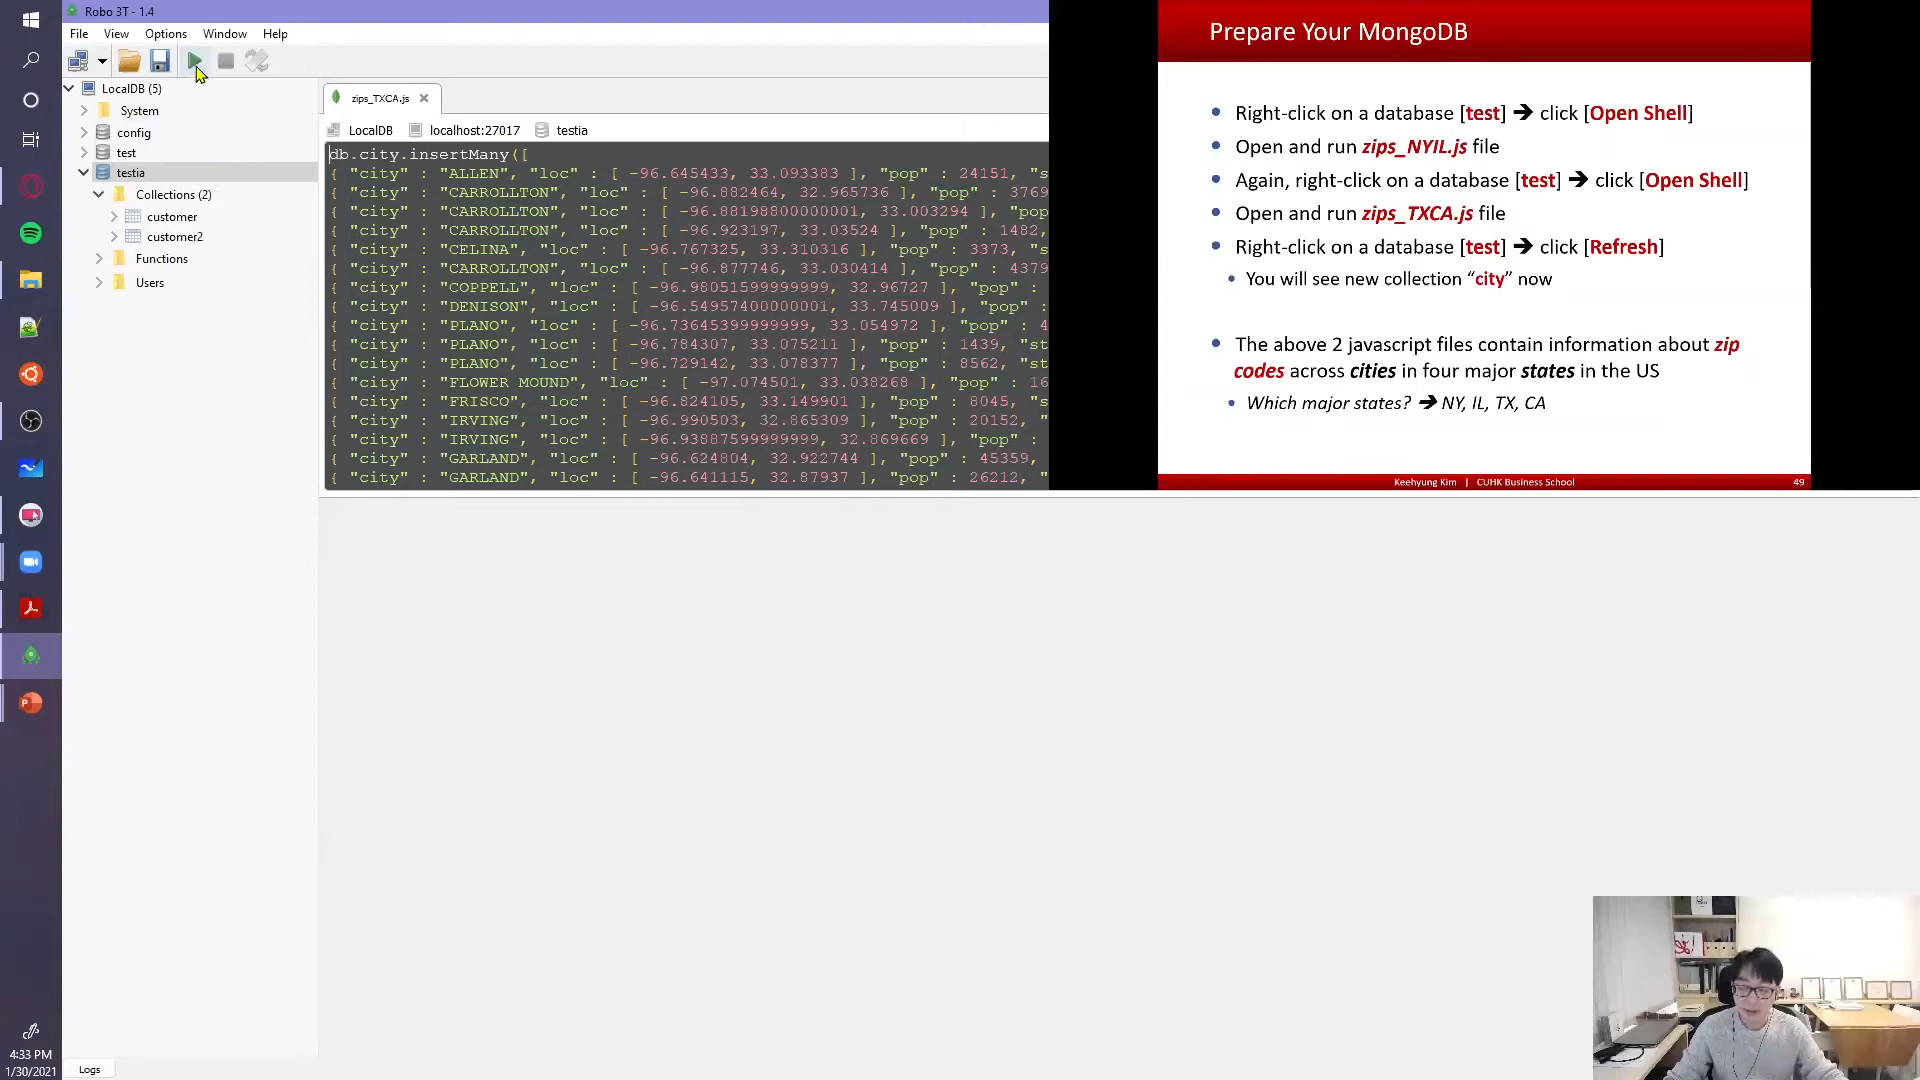 Robo 3T - 1.4
File View Options Window Help
LocalDB (5)
System
config
test
testia
Collections (2)
customer
customer2
Functions
Users
zips_TXCA.js
LocalDB localhost:27017 testia
db.city.insertMany([
{ "city" : "ALLEN", "loc" : [ -96.645433, 33.093383 ], "pop" : 24151, "s
{ "city" : "CARROLLTON", "loc" : [ -96.882464, 32.965736 ], "pop" : 3769
{ "city" : "CARROLLTON", "loc" : [ -96.88198800000001, 33.003294 ], "pop
{ "city" : "CARROLLTON", "loc" : [ -96.923197, 33.03524 ], "pop" : 1482,
{ "city" : "CELINA", "loc" : [ -96.767325, 33.310316 ], "pop" : 3373, "s
{ "city" : "CARROLLTON", "loc" : [ -96.877746, 33.030414 ], "pop" : 4379
{ "city" : "COPPELL", "loc" : [ -96.98051599999999, 32.96727 ], "pop" :
{ "city" : "DENISON", "loc" : [ -96.54957400000001, 33.745009 ], "pop" :
{ "city" : "PLANO", "loc" : [ -96.73645399999999, 33.054972 ], "pop" : 4
{ "city" : "PLANO", "loc" : [ -96.784307, 33.075211 ], "pop" : 1439, "st
{ "city" : "PLANO", "loc" : [ -96.729142, 33.078377 ], "pop" : 8562, "st
{ "city" : "FLOWER MOUND", "loc" : [ -97.074501, 33.038268 ], "pop" : 16
{ "city" : "FRISCO", "loc" : [ -96.824105, 33.149901 ], "pop" : 8045, "s
{ "city" : "IRVING", "loc" : [ -96.990503, 32.865309 ], "pop" : 20152, "
{ "city" : "IRVING", "loc" : [ -96.93887599999999, 32.869669 ], "pop" :
{ "city" : "GARLAND", "loc" : [ -96.624804, 32.922744 ], "pop" : 45359,
{ "city" : "GARLAND", "loc" : [ -96.641115, 32.87937 ], "pop" : 26212, "
Prepare Your MongoDB
• Right-click on a database [test] ➔ click [Open Shell]
• Open and run zips_NYIL.js file
• Again, right-click on a database [test] ➔ click [Open Shell]
• Open and run zips_TXCA.js file
• Right-click on a database [test] ➔ click [Refresh]
• You will see new collection “city” now
• The above 2 javascript files contain information about zip
codes across cities in four major states in the US
• Which major states? ➔ NY, IL, TX, CA
Keehyung Kim | CUHK Business School 49
4:33 PM
1/30/2021
Logs